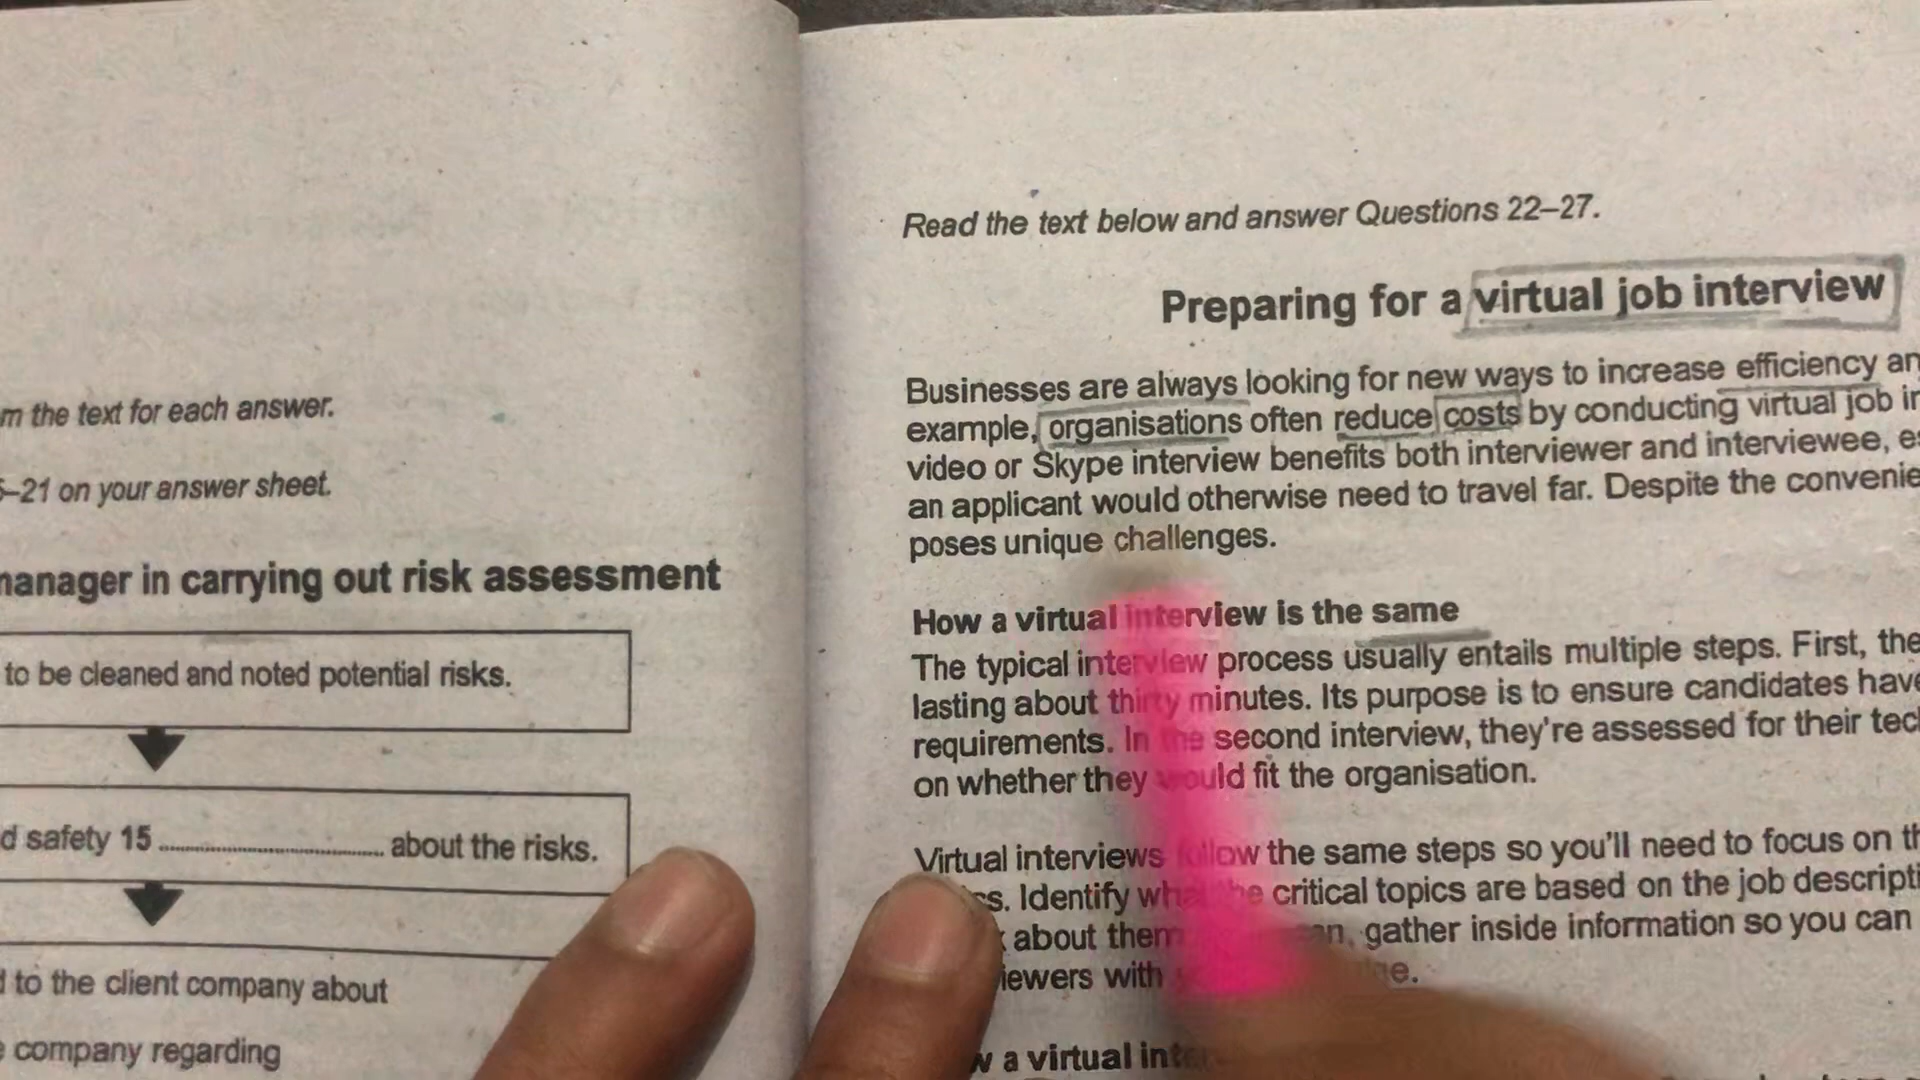 m the text for each answer.
–21 on your answer sheet.
manager in carrying out risk assessment
to be cleaned and noted potential risks.
d safety 15 ........................ about the risks.
to the client company about
company regarding
Read the text below and answer Questions 22–27.
Preparing for a virtual job interview
Businesses are always looking for new ways to increase efficiency an
example, organisations often reduce costs by conducting virtual job in
video or Skype interview benefits both interviewer and interviewee, es
an applicant would otherwise need to travel far. Despite the convenie
poses unique challenges.
How a virtual interview is the same
The typical interview process usually entails multiple steps. First, the
lasting about thirty minutes. Its purpose is to ensure candidates have
requirements. In the second interview, they're assessed for their tec
on whether they would fit the organisation.
Virtual interviews follow the same steps so you'll need to focus on th
cs. Identify what the critical topics are based on the job descripti
about them gather inside information so you can
iewers with
w a virtual int